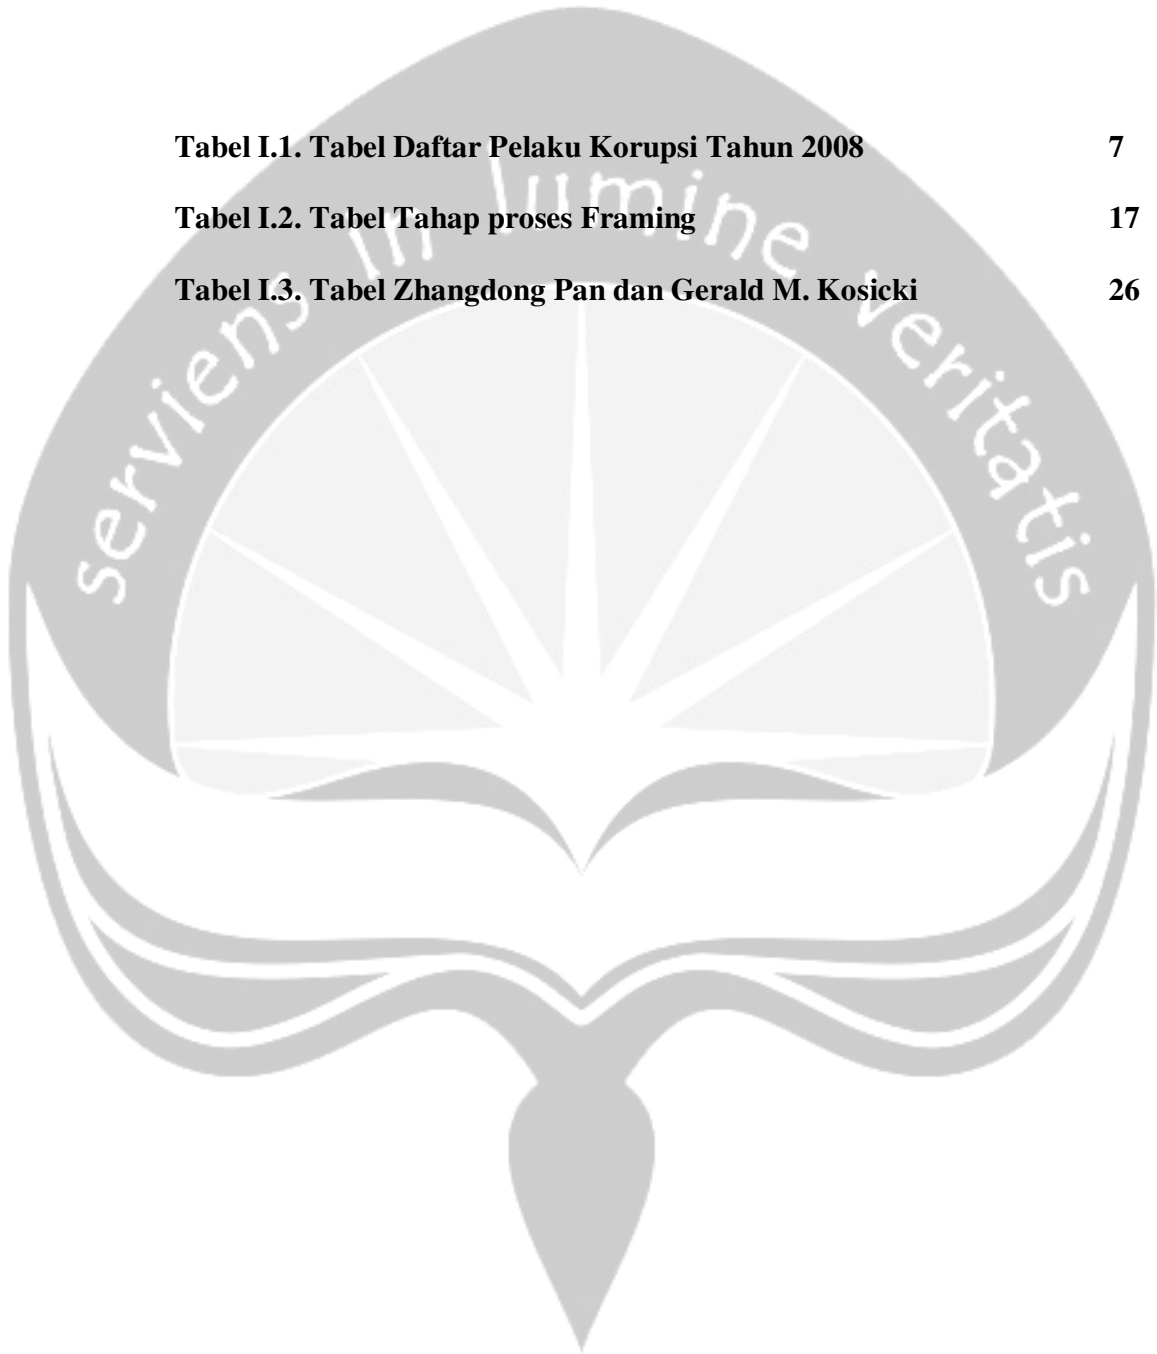 Tabel I.1. Tabel Daftar Pelaku Korupsi Tahun 2008 7
Tabel I.2. Tabel Tahap proses Framing 17
Tabel I.3. Tabel Zhangdong Pan dan Gerald M. Kosicki 26
serviens in lumine veritatis